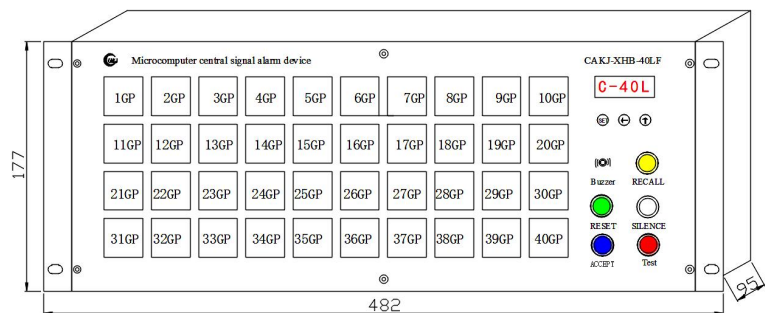 Microcomputer central signal alarm device
CAKJ-XHB-40LF
C-40L
1GP 2GP 3GP 4GP 5GP 6GP 7GP 8GP 9GP 10GP
SET
11GP 12GP 13GP 14GP 15GP 16GP 17GP 18GP 19GP 20GP
Buzzer RECALL
21GP 22GP 23GP 24GP 25GP 26GP 27GP 28GP 29GP 30GP
RESET SILENCE
31GP 32GP 33GP 34GP 35GP 36GP 37GP 38GP 39GP 40GP
ACCEPT Test
177
482
95